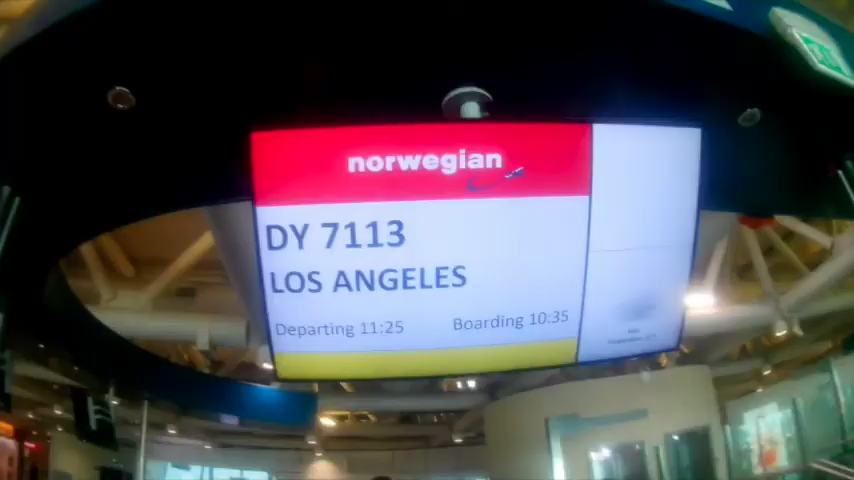 norwegian
DY 7113
LOS ANGELES
Departing 11:25
Boarding 10:35